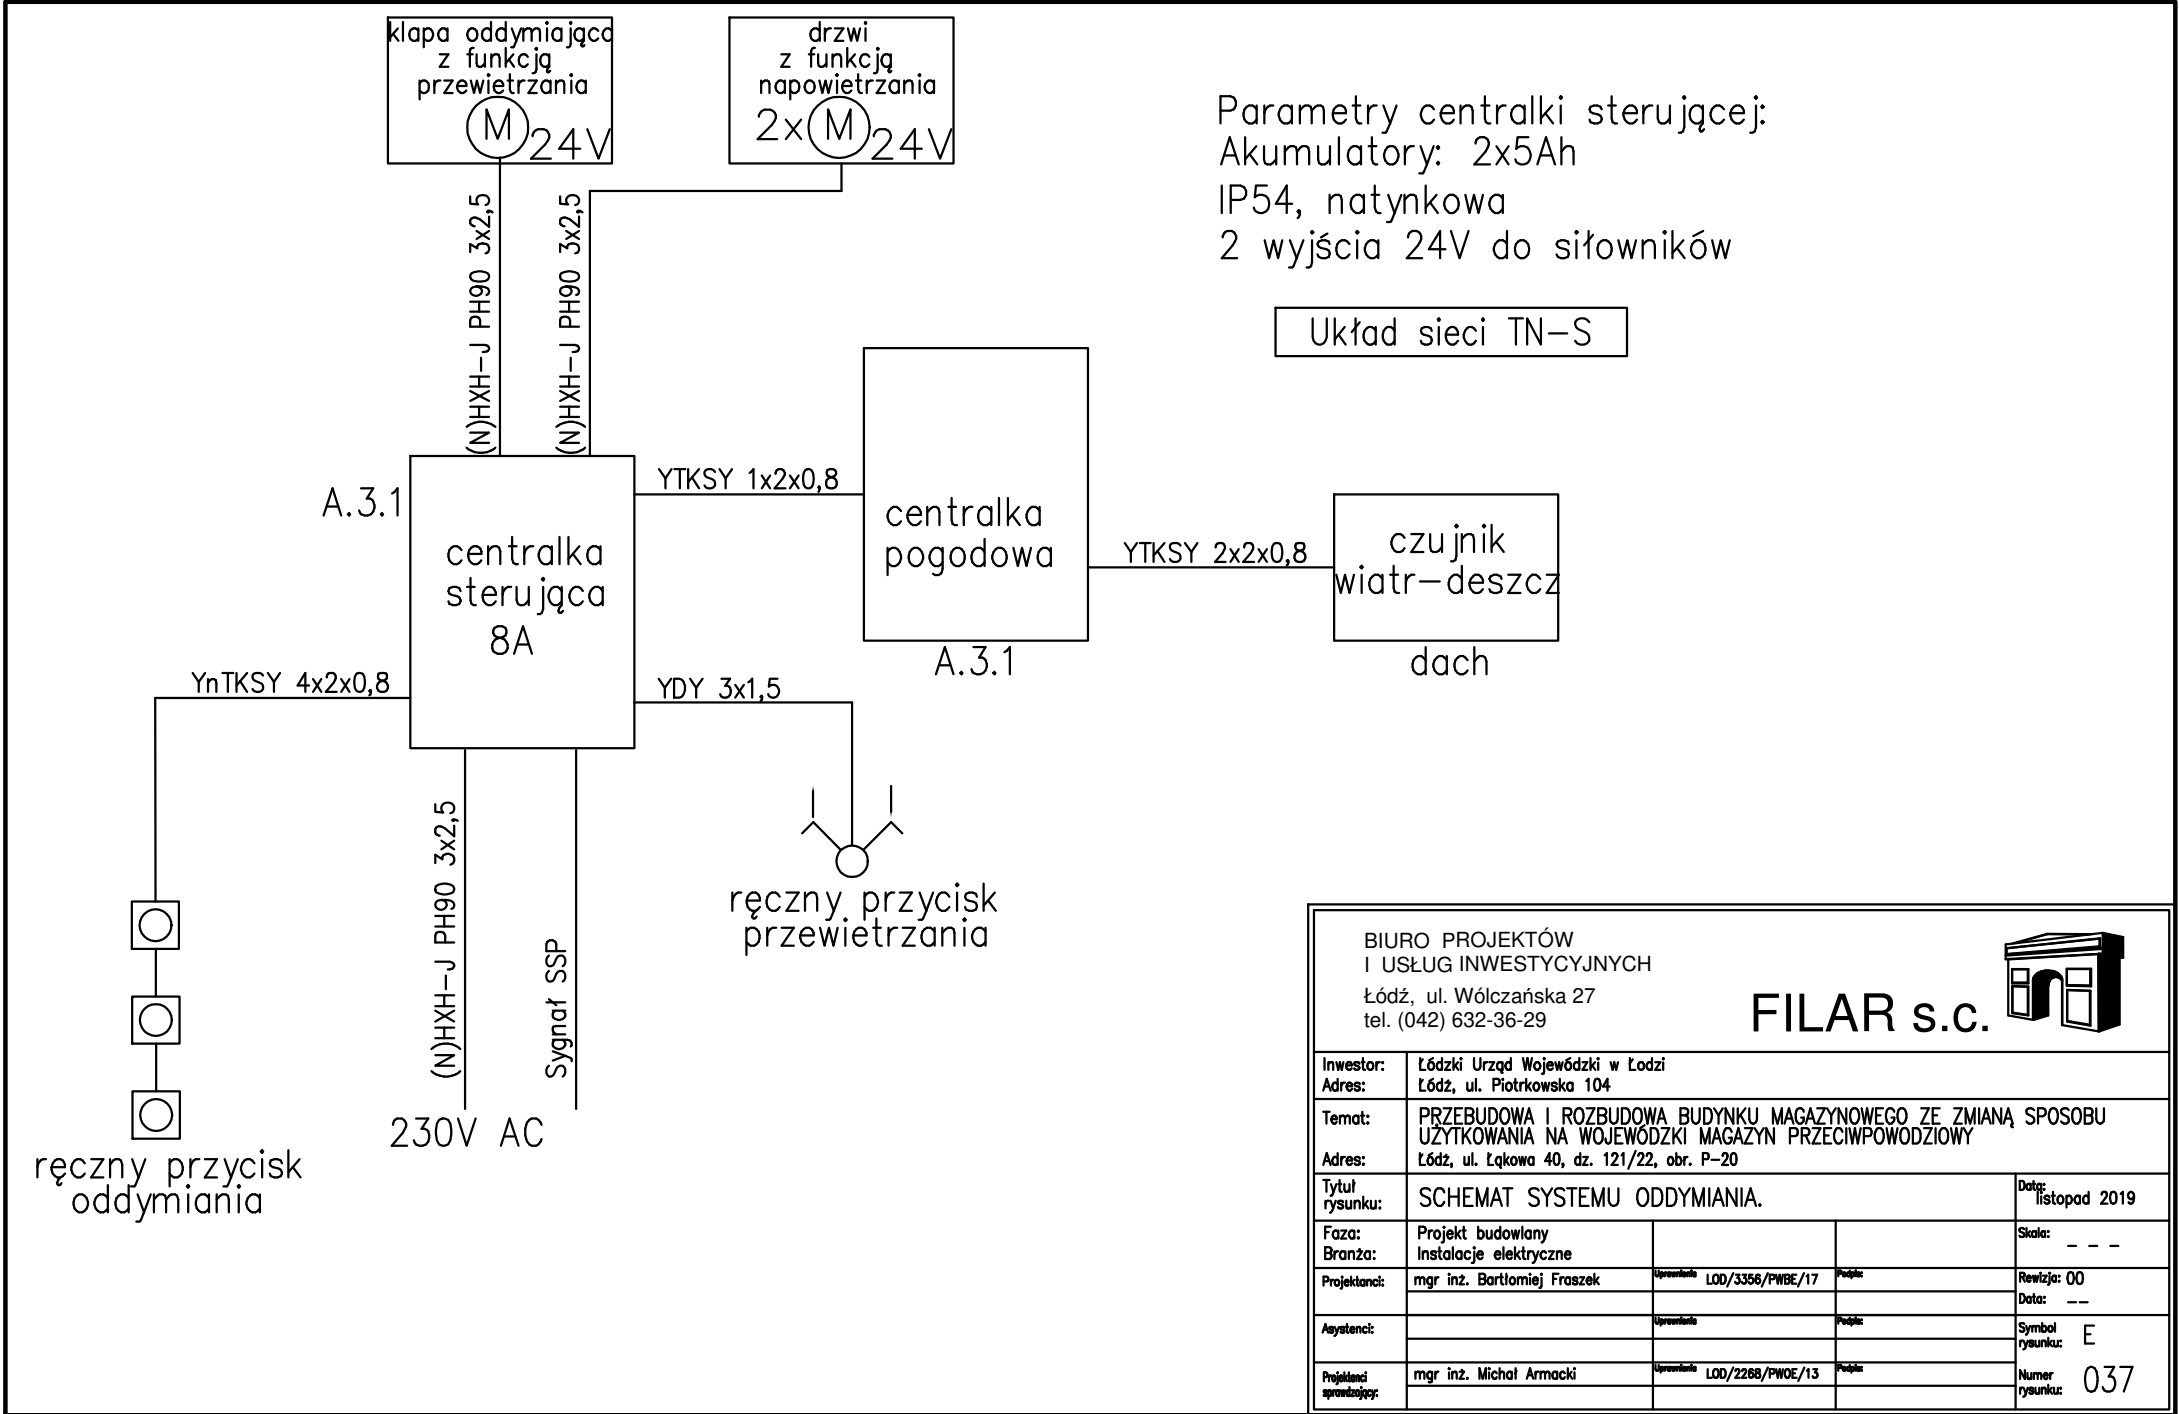 klapa oddymiająca
z funkcją
przewietrzania
M 24V
drzwi
z funkcją
napowietrzania
2x M 24V
Parametry centralki sterującej:
Akumulatory: 2x5Ah
IP54, natynkowa
2 wyjścia 24V do siłowników
Układ sieci TN-S
(N)HXH-J PH90 3x2,5
(N)HXH-J PH90 3x2,5
A.3.1
centralka
sterująca
8A
YTKSY 1x2x0,8
centralka
pogodowa
A.3.1
YTKSY 2x2x0,8
czujnik
wiatr-deszcz
dach
YnTKSY 4x2x0,8
YDY 3x1,5
ręczny przycisk
przewietrzania
(N)HXH-J PH90 3x2,5
Sygnał SSP
230V AC
ręczny przycisk
oddymiania
BIURO PROJEKTÓW
I USŁUG INWESTYCYJNYCH
Łódź, ul. Wólczańska 27
tel. (042) 632-36-29
FILAR s.c.
Inwestor: Łódzki Urząd Wojewódzki w Łodzi
Adres: Łódź, ul. Piotrkowska 104
Temat: PRZEBUDOWA I ROZBUDOWA BUDYNKU MAGAZYNOWEGO ZE ZMIANĄ SPOSOBU
UŻYTKOWANIA NA WOJEWÓDZKI MAGAZYN PRZECIWPOWODZIOWY
Adres: Łódź, ul. Łąkowa 40, dz. 121/22, obr. P-20
Tytuł
rysunku: SCHEMAT SYSTEMU ODDYMIANIA.
Data:
listopad 2019
Faza: Projekt budowlany
Branża: Instalacje elektryczne
Skala: - - -
Projektanci: mgr inż. Bartłomiej Fraszek Uprawnienia LOD/3356/PWBE/17 Podpis:
Rewizja: 00
Data: --
Asystenci: Uprawnienia Podpis:
Symbol
rysunku: E
Projektanci
sprawdzający: mgr inż. Michał Armacki Uprawnienia LOD/2268/PWOE/13 Podpis:
Numer
rysunku: 037